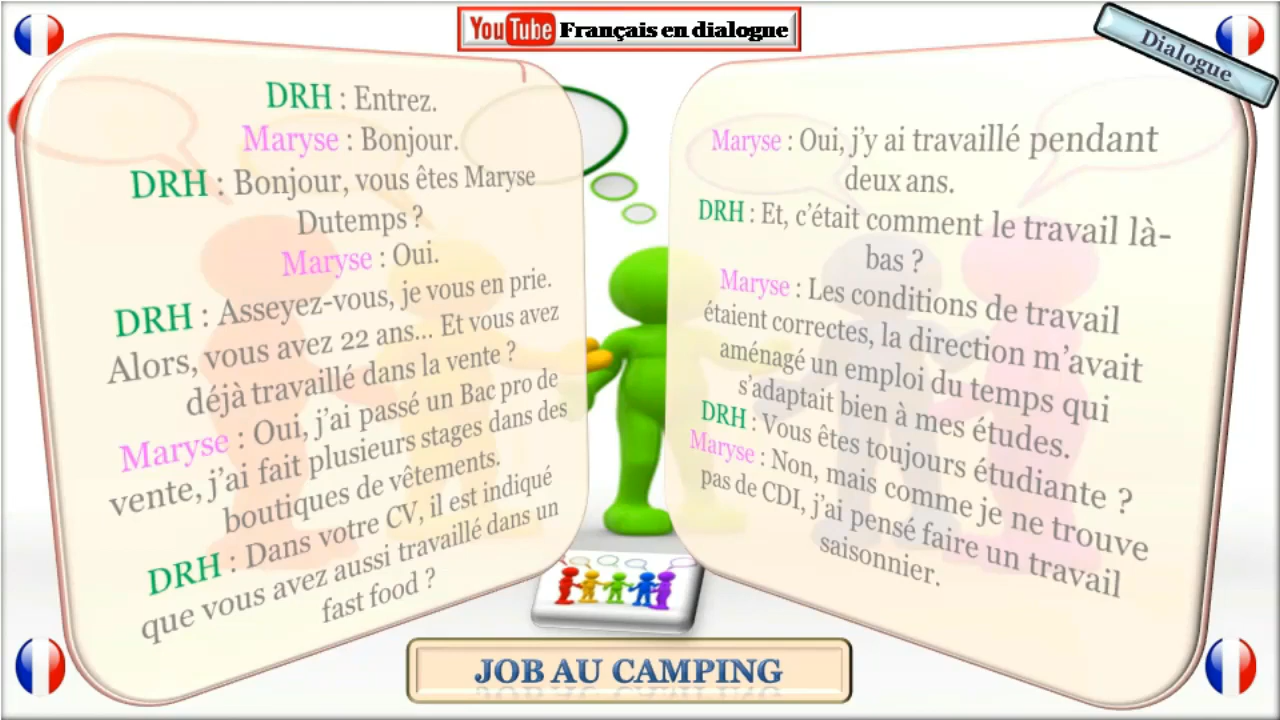 YouTube Français en dialogue
Dialogue
DRH : Entrez.
Maryse : Bonjour.
DRH : Bonjour, vous êtes Maryse
Dutemps ?
Maryse : Oui.
DRH : Asseyez-vous, je vous en prie.
Alors, vous avez 22 ans... Et vous avez
déjà travaillé dans la vente ?
Maryse : Oui, j'ai passé un Bac pro de
vente, j'ai fait plusieurs stages dans des
boutiques de vêtements.
DRH : Dans votre CV, il est indiqué
que vous avez aussi travaillé dans un
fast food ?
Maryse : Oui, j'y ai travaillé pendant
deux ans.
DRH : Et, c'était comment le travail là-
bas ?
Maryse : Les conditions de travail
étaient correctes, la direction m'avait
aménagé un emploi du temps qui
s'adaptait bien à mes études.
DRH : Vous êtes toujours étudiante ?
Maryse : Non, mais comme je ne trouve
pas de CDI, j'ai pensé faire un travail
saisonnier.
JOB AU CAMPING